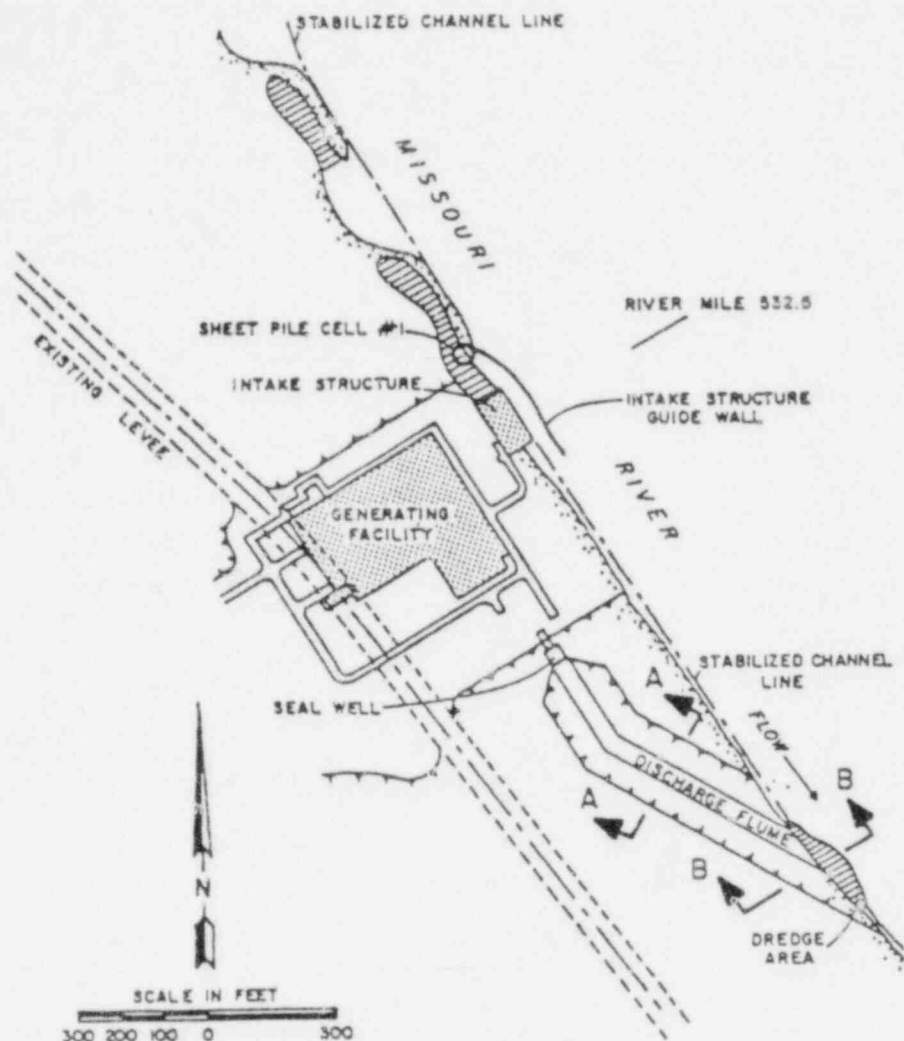 STABILIZED CHANNEL LINE
MISSOURI
RIVER MILE 532.5
SHEET PILE CELL #1
INTAKE STRUCTURE
INTAKE STRUCTURE
GUIDE WALL
EXISTING
LEVEE
RIVER
GENERATING
FACILITY
STABILIZED CHANNEL
LINE
A
SEAL WELL
FLOW
B
DISCHARGE FLUME
A
B
N
DREDGE
AREA
SCALE IN FEET
300 200 100 0 300